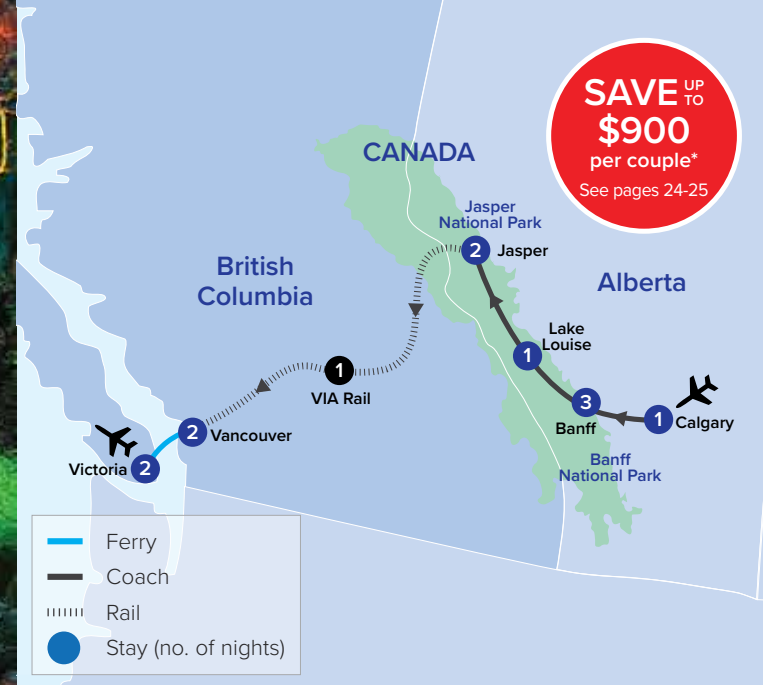 SAVE UP TO
$900
per couple*
See pages 24-25
CANADA
Jasper
National Park
2 Jasper
British
Columbia
Alberta
Lake
Louise
1
1
VIA Rail
3
Banff
1 Calgary
2 Vancouver
Victoria 2
Banff
National Park
Ferry
Coach
Rail
Stay (no. of nights)